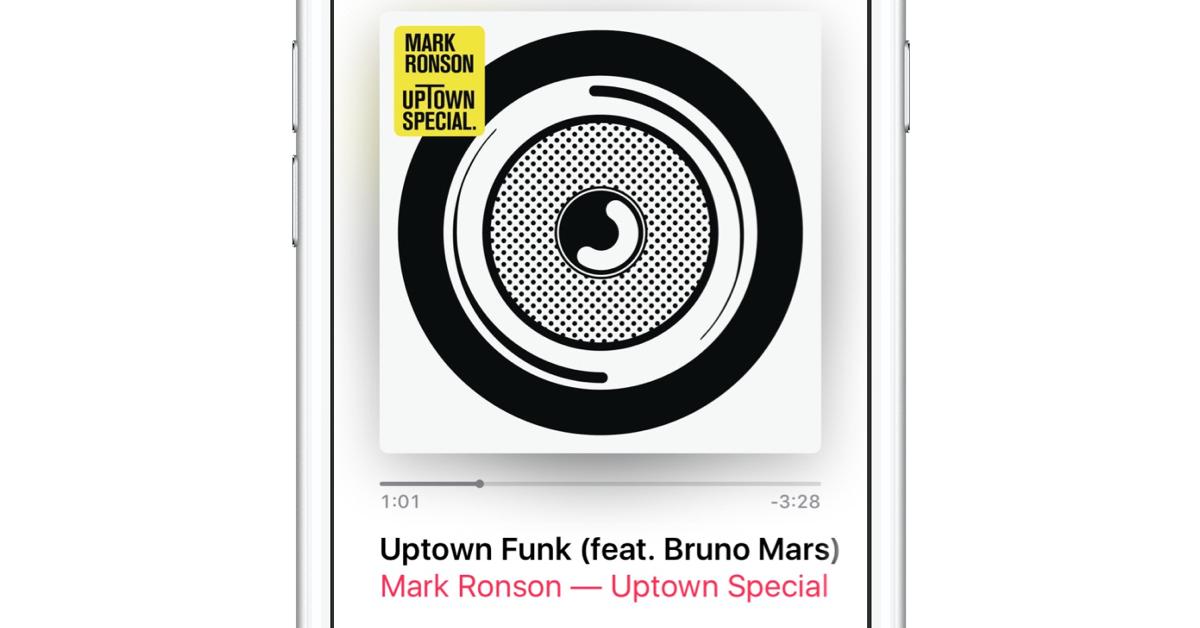 MARK
RONSON
UPTOWN
SPECIAL.
1:01 -3:28
Uptown Funk (feat. Bruno Mars)
Mark Ronson — Uptown Special